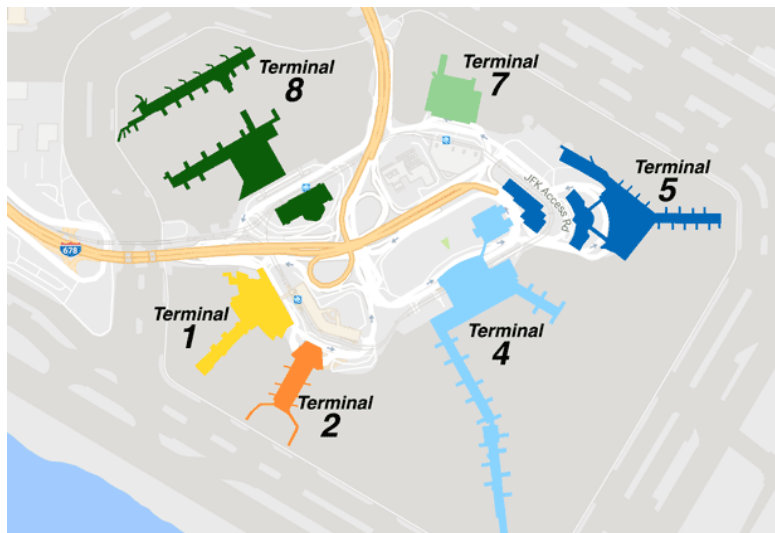 Terminal
8
Terminal
7
Terminal
5
JFK Access Rd
678
Terminal
1
Terminal
4
Terminal
2